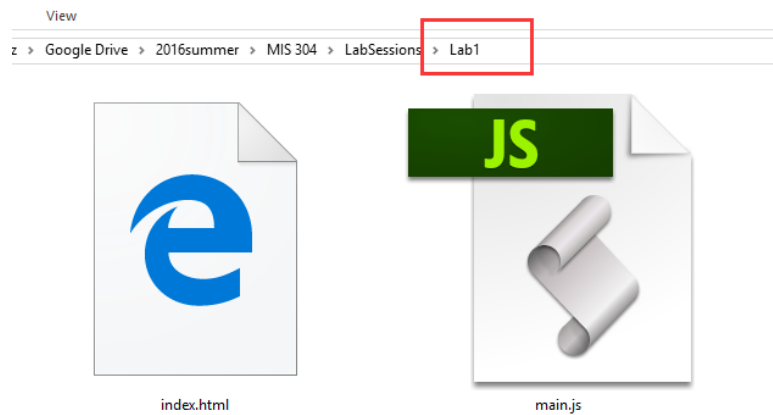 View
z > Google Drive > 2016summer > MIS 304 > LabSessions > Lab1
JS
index.html
main.js